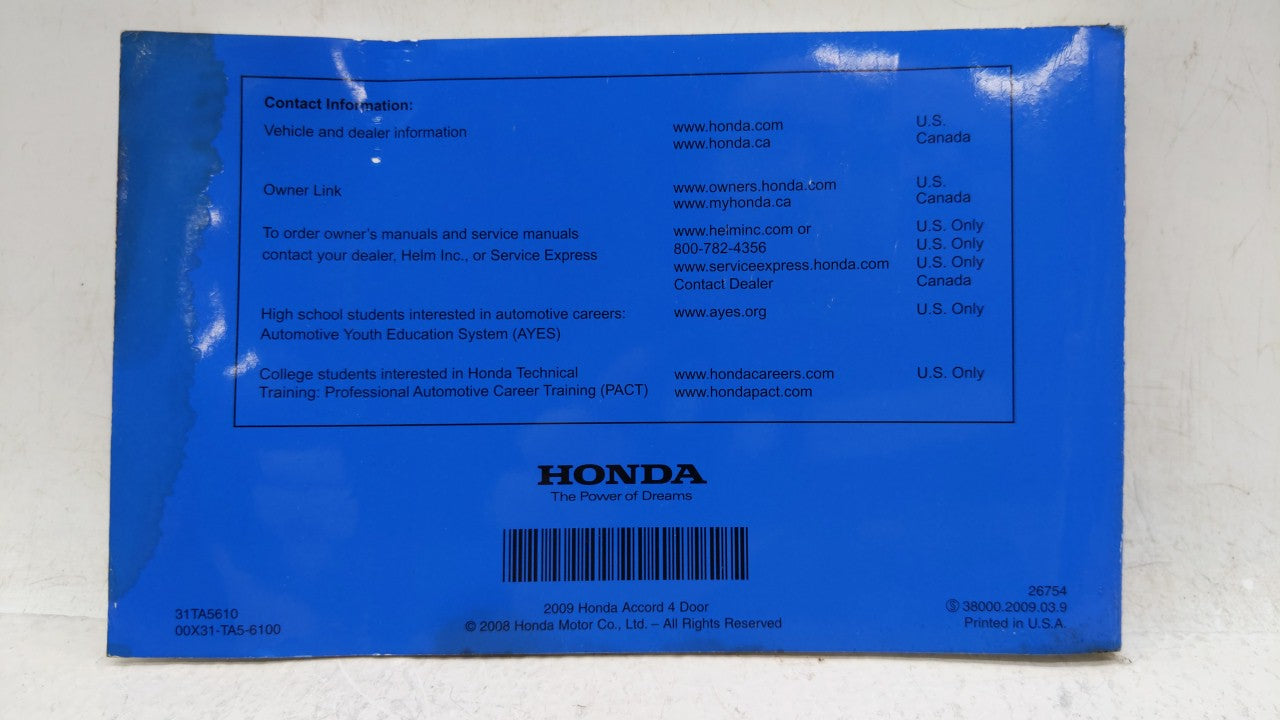 Contact Information:
Vehicle and dealer information www.honda.com U.S.
www.honda.ca Canada
Owner Link www.owners.honda.com U.S.
www.myhonda.ca Canada
To order owner's manuals and service manuals www.helminc.com or U.S. Only
800-782-4356 U.S. Only
contact your dealer, Helm Inc., or Service Express www.serviceexpress.honda.com U.S. Only
Contact Dealer Canada
High school students interested in automotive careers: www.ayes.org U.S. Only
Automotive Youth Education System (AYES)
College students interested in Honda Technical www.hondacareers.com U.S. Only
Training: Professional Automotive Career Training (PACT) www.hondapact.com
HONDA
The Power of Dreams
31TA5610
00X31-TA5-6100
2009 Honda Accord 4 Door
© 2008 Honda Motor Co., Ltd. – All Rights Reserved
26754
Ⓢ 38000.2009.03.9
Printed in U.S.A.